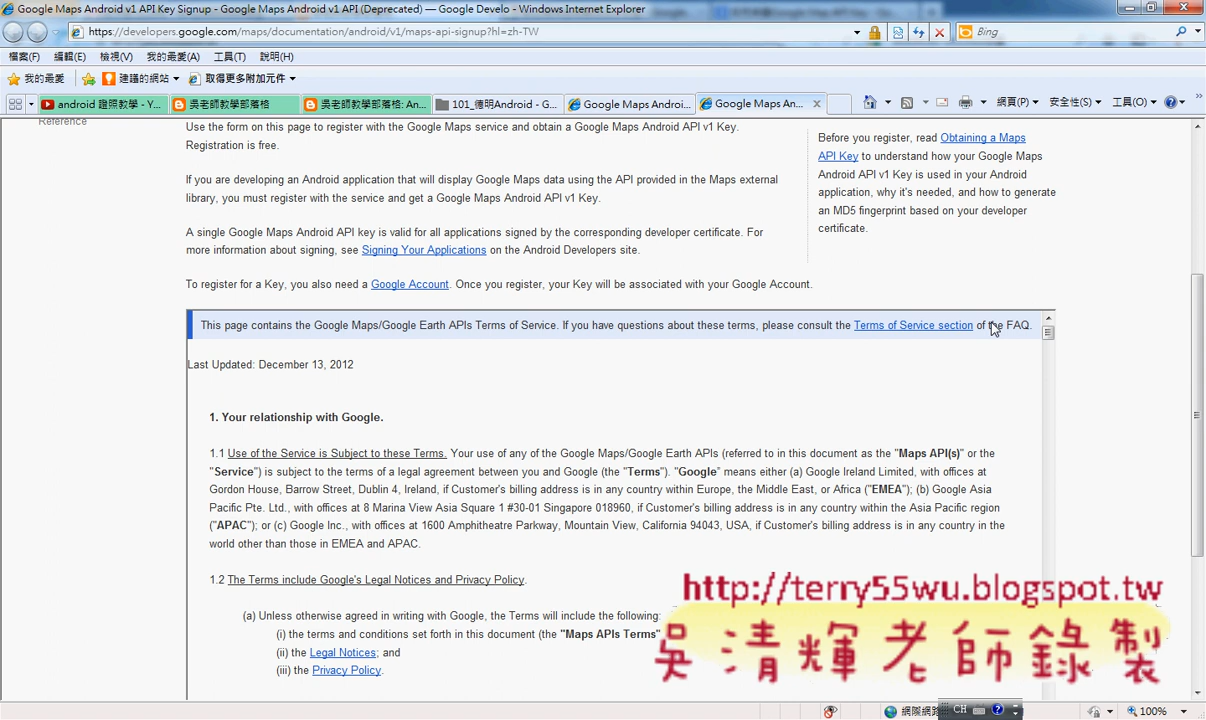 Google Maps Android v1 API Key Signup - Google Maps Android v1 API (Deprecated) — Google Develo - Windows Internet Explorer
https://developers.google.com/maps/documentation/android/v1/maps-api-signup?hl=zh-TW
Bing
檔案(F) 編輯(E) 檢視(V) 我的最愛(A) 工具(T) 說明(H)
我的最愛 建議的網站 取得更多附加元件
android 證照教學 - Y... 吳老師教學部落格 吳老師教學部落格: An... 101_德明Android - G... Google Maps Androi... Google Maps An... 網頁(P) 安全性(S) 工具(O)
Reference
Use the form on this page to register with the Google Maps service and obtain a Google Maps Android API v1 Key.
Registration is free.
If you are developing an Android application that will display Google Maps data using the API provided in the Maps external
library, you must register with the service and get a Google Maps Android API v1 Key.
A single Google Maps Android API key is valid for all applications signed by the corresponding developer certificate. For
more information about signing, see Signing Your Applications on the Android Developers site.
To register for a Key, you also need a Google Account. Once you register, your Key will be associated with your Google Account.
Before you register, read Obtaining a Maps
API Key to understand how your Google Maps
Android API v1 Key is used in your Android
application, why it's needed, and how to generate
an MD5 fingerprint based on your developer
certificate.
This page contains the Google Maps/Google Earth APIs Terms of Service. If you have questions about these terms, please consult the Terms of Service section of the FAQ.
Last Updated: December 13, 2012
1. Your relationship with Google.
1.1 Use of the Service is Subject to these Terms. Your use of any of the Google Maps/Google Earth APIs (referred to in this document as the "Maps API(s)" or the
"Service") is subject to the terms of a legal agreement between you and Google (the "Terms"). "Google" means either (a) Google Ireland Limited, with offices at
Gordon House, Barrow Street, Dublin 4, Ireland, if Customer's billing address is in any country within Europe, the Middle East, or Africa ("EMEA"); (b) Google Asia
Pacific Pte. Ltd., with offices at 8 Marina View Asia Square 1 #30-01 Singapore 018960, if Customer's billing address is in any country within the Asia Pacific region
("APAC"); or (c) Google Inc., with offices at 1600 Amphitheatre Parkway, Mountain View, California 94043, USA, if Customer's billing address is in any country in the
world other than those in EMEA and APAC.
1.2 The Terms include Google's Legal Notices and Privacy Policy.
(a) Unless otherwise agreed in writing with Google, the Terms will include the following:
(i) the terms and conditions set forth in this document (the "Maps APIs Terms"
(ii) the Legal Notices; and
(iii) the Privacy Policy.
http://terry55wu.blogspot.tw
吳清輝老師錄製
網際網路
CH
100%